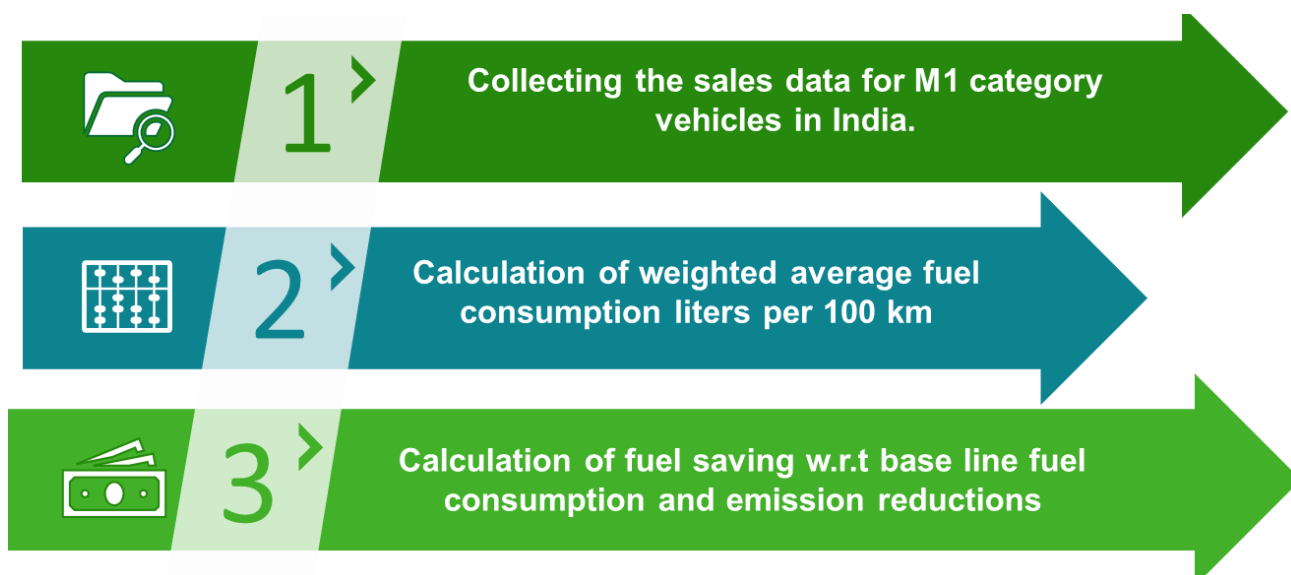 1
Collecting the sales data for M1 category
vehicles in India.
2
Calculation of weighted average fuel
consumption liters per 100 km
3
Calculation of fuel saving w.r.t base line fuel
consumption and emission reductions